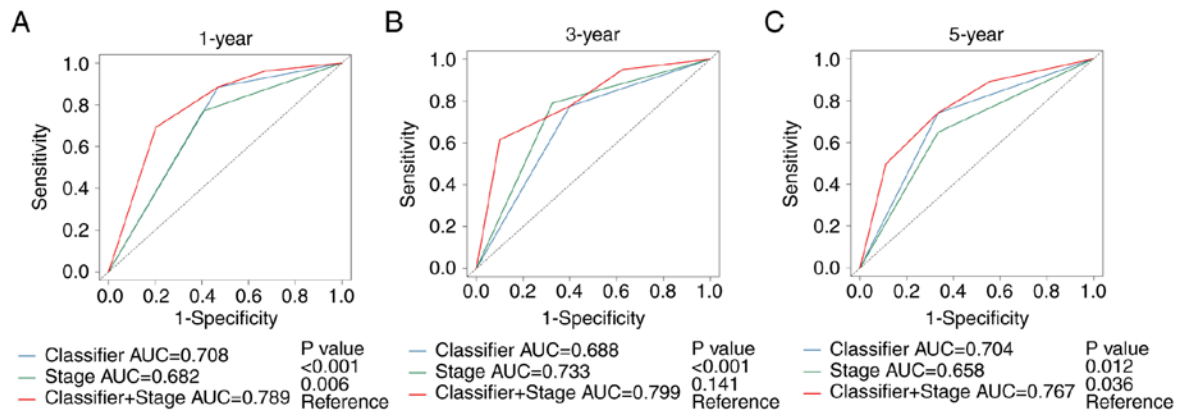 A
1-year
1.0
0.8
0.6
0.4
0.2
0.0
Sensitivity
0.0 0.2 0.4 0.6 0.8 1.0
1-Specificity
Classifier AUC=0.708
Stage AUC=0.682
Classifier+Stage AUC=0.789
P value
<0.001
0.006
Reference
B
3-year
1.0
0.8
0.6
0.4
0.2
0.0
Sensitivity
0.0 0.2 0.4 0.6 0.8 1.0
1-Specificity
Classifier AUC=0.688
Stage AUC=0.733
Classifier+Stage AUC=0.799
P value
<0.001
0.141
Reference
C
5-year
1.0
0.8
0.6
0.4
0.2
0.0
Sensitivity
0.0 0.2 0.4 0.6 0.8 1.0
1-Specificity
Classifier AUC=0.704
Stage AUC=0.658
Classifier+Stage AUC=0.767
P value
0.012
0.036
Reference